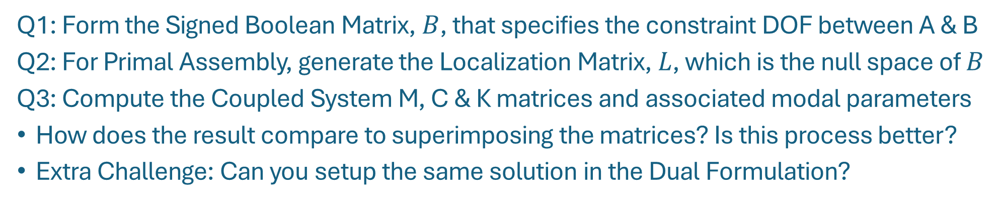 Q1: Form the Signed Boolean Matrix, B, that specifies the constraint DOF between A & B
Q2: For Primal Assembly, generate the Localization Matrix, L, which is the null space of B
Q3: Compute the Coupled System M, C & K matrices and associated modal parameters
• How does the result compare to superimposing the matrices? Is this process better?
• Extra Challenge: Can you setup the same solution in the Dual Formulation?